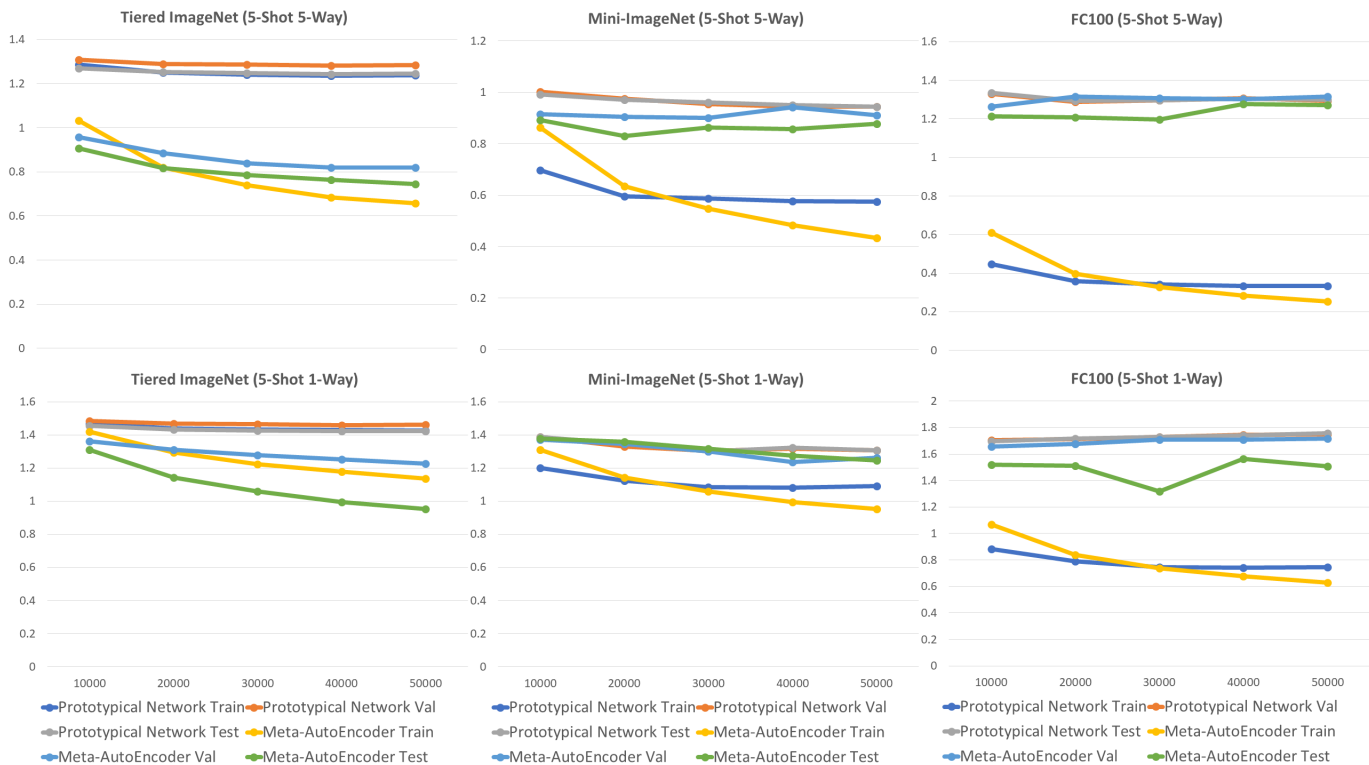 Tiered ImageNet (5-Shot 5-Way)
1.4
1.2
1
0.8
0.6
0.4
0.2
0
Mini-ImageNet (5-Shot 5-Way)
1.2
1
0.8
0.6
0.4
0.2
0
FC100 (5-Shot 5-Way)
1.6
1.4
1.2
1
0.8
0.6
0.4
0.2
0
Tiered ImageNet (5-Shot 1-Way)
1.6
1.4
1.2
1
0.8
0.6
0.4
0.2
0
10000 20000 30000 40000 50000
Prototypical Network Train Prototypical Network Val
Prototypical Network Test Meta-AutoEncoder Train
Meta-AutoEncoder Val Meta-AutoEncoder Test
Mini-ImageNet (5-Shot 1-Way)
1.6
1.4
1.2
1
0.8
0.6
0.4
0.2
0
10000 20000 30000 40000 50000
Prototypical Network Train Prototypical Network Val
Prototypical Network Test Meta-AutoEncoder Train
Meta-AutoEncoder Val Meta-AutoEncoder Test
FC100 (5-Shot 1-Way)
2
1.8
1.6
1.4
1.2
1
0.8
0.6
0.4
0.2
0
10000 20000 30000 40000 50000
Prototypical Network Train Prototypical Network Val
Prototypical Network Test Meta-AutoEncoder Train
Meta-AutoEncoder Val Meta-AutoEncoder Test